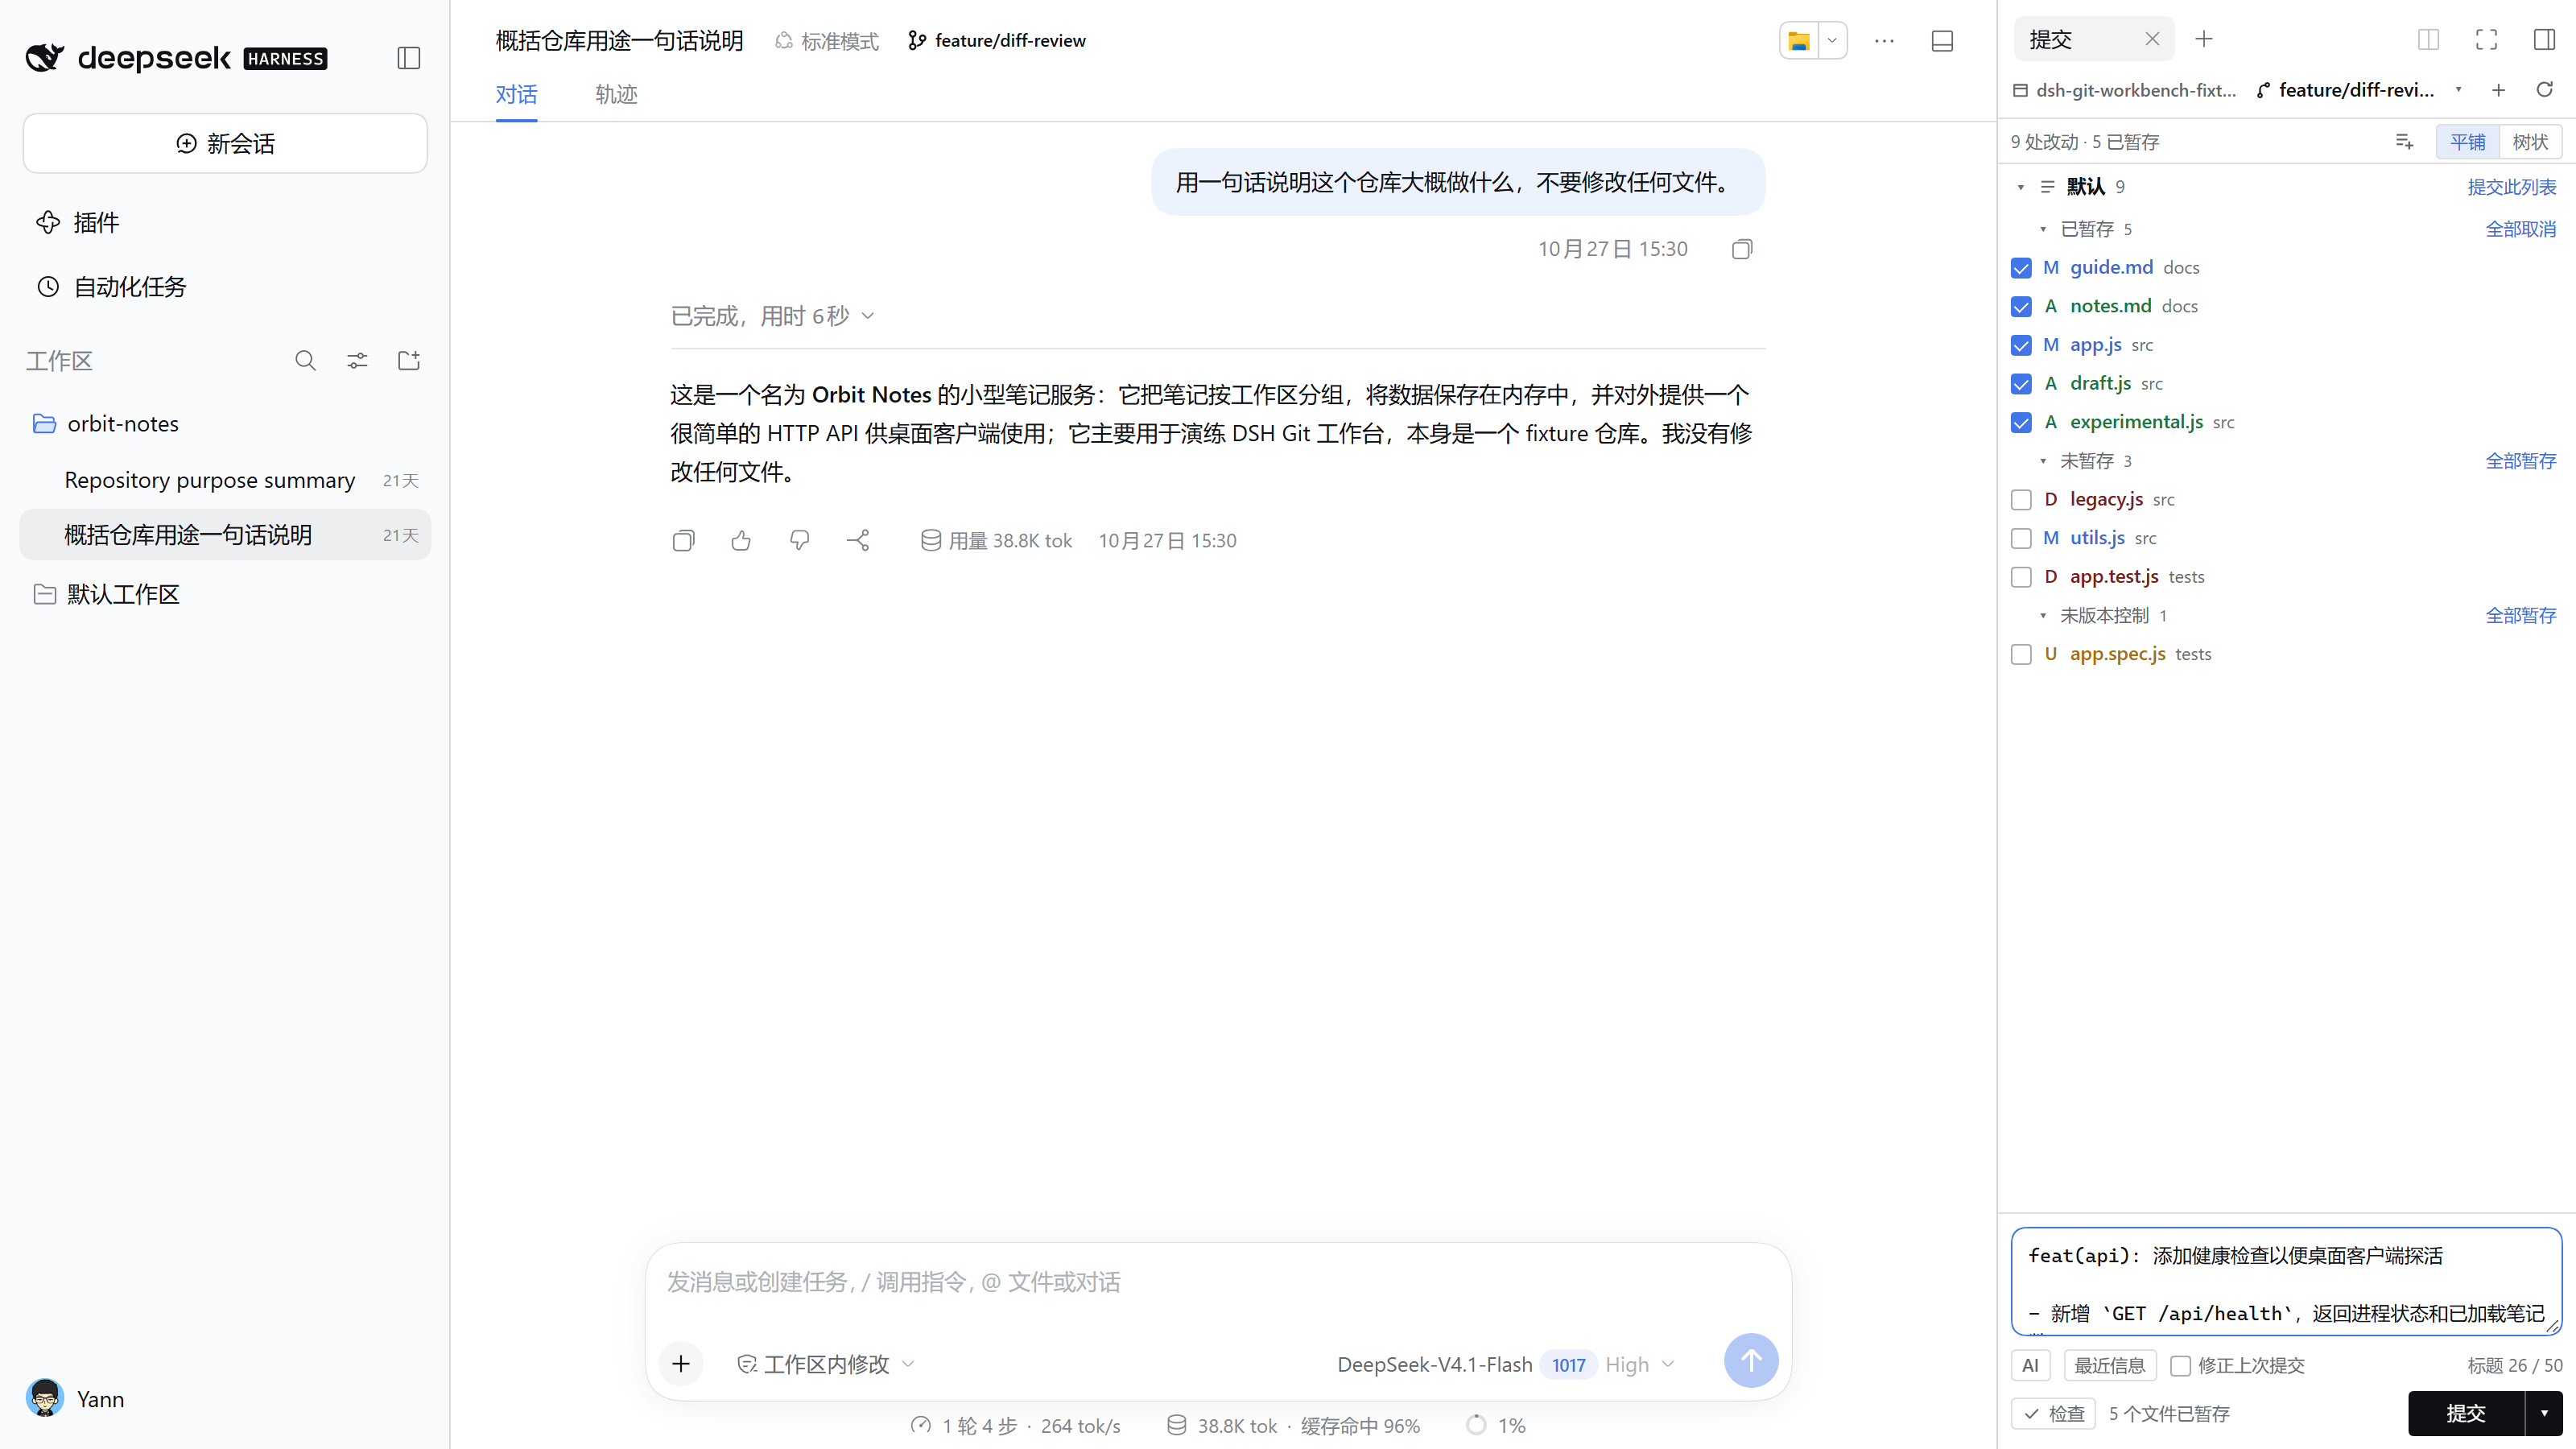 deepseek HARNESS
新会话
插件
自动化任务
工作区
orbit-notes
Repository purpose summary 21天
概括仓库用途一句话说明 21天
默认工作区
Yann
概括仓库用途一句话说明 标准模式 feature/diff-review
对话 轨迹
用一句话说明这个仓库大概做什么，不要修改任何文件。
10月27日 15:30
已完成，用时 6秒
这是一个名为 Orbit Notes 的小型笔记服务：它把笔记按工作区分组，将数据保存在内存中，并对外提供一个
很简单的 HTTP API 供桌面客户端使用；它主要用于演练 DSH Git 工作台，本身是一个 fixture 仓库。我没有修
改任何文件。
用量 38.8K tok 10月27日 15:30
发消息或创建任务, / 调用指令, @ 文件或对话
工作区内修改 DeepSeek-V4.1-Flash 1017 High
1 轮 4 步 · 264 tok/s 38.8K tok · 缓存命中 96% 1%
提交
dsh-git-workbench-fixt... feature/diff-revi...
9 处改动 · 5 已暂存 平铺 树状
默认 9 提交此列表
已暂存 5 全部取消
M guide.md docs
A notes.md docs
M app.js src
A draft.js src
A experimental.js src
未暂存 3 全部暂存
D legacy.js src
M utils.js src
D app.test.js tests
未版本控制 1 全部暂存
U app.spec.js tests
feat(api): 添加健康检查以便桌面客户端探活
- 新增 `GET /api/health`，返回进程状态和已加载笔记
AI 最近信息 修正上次提交 标题 26 / 50
检查 5 个文件已暂存 提交